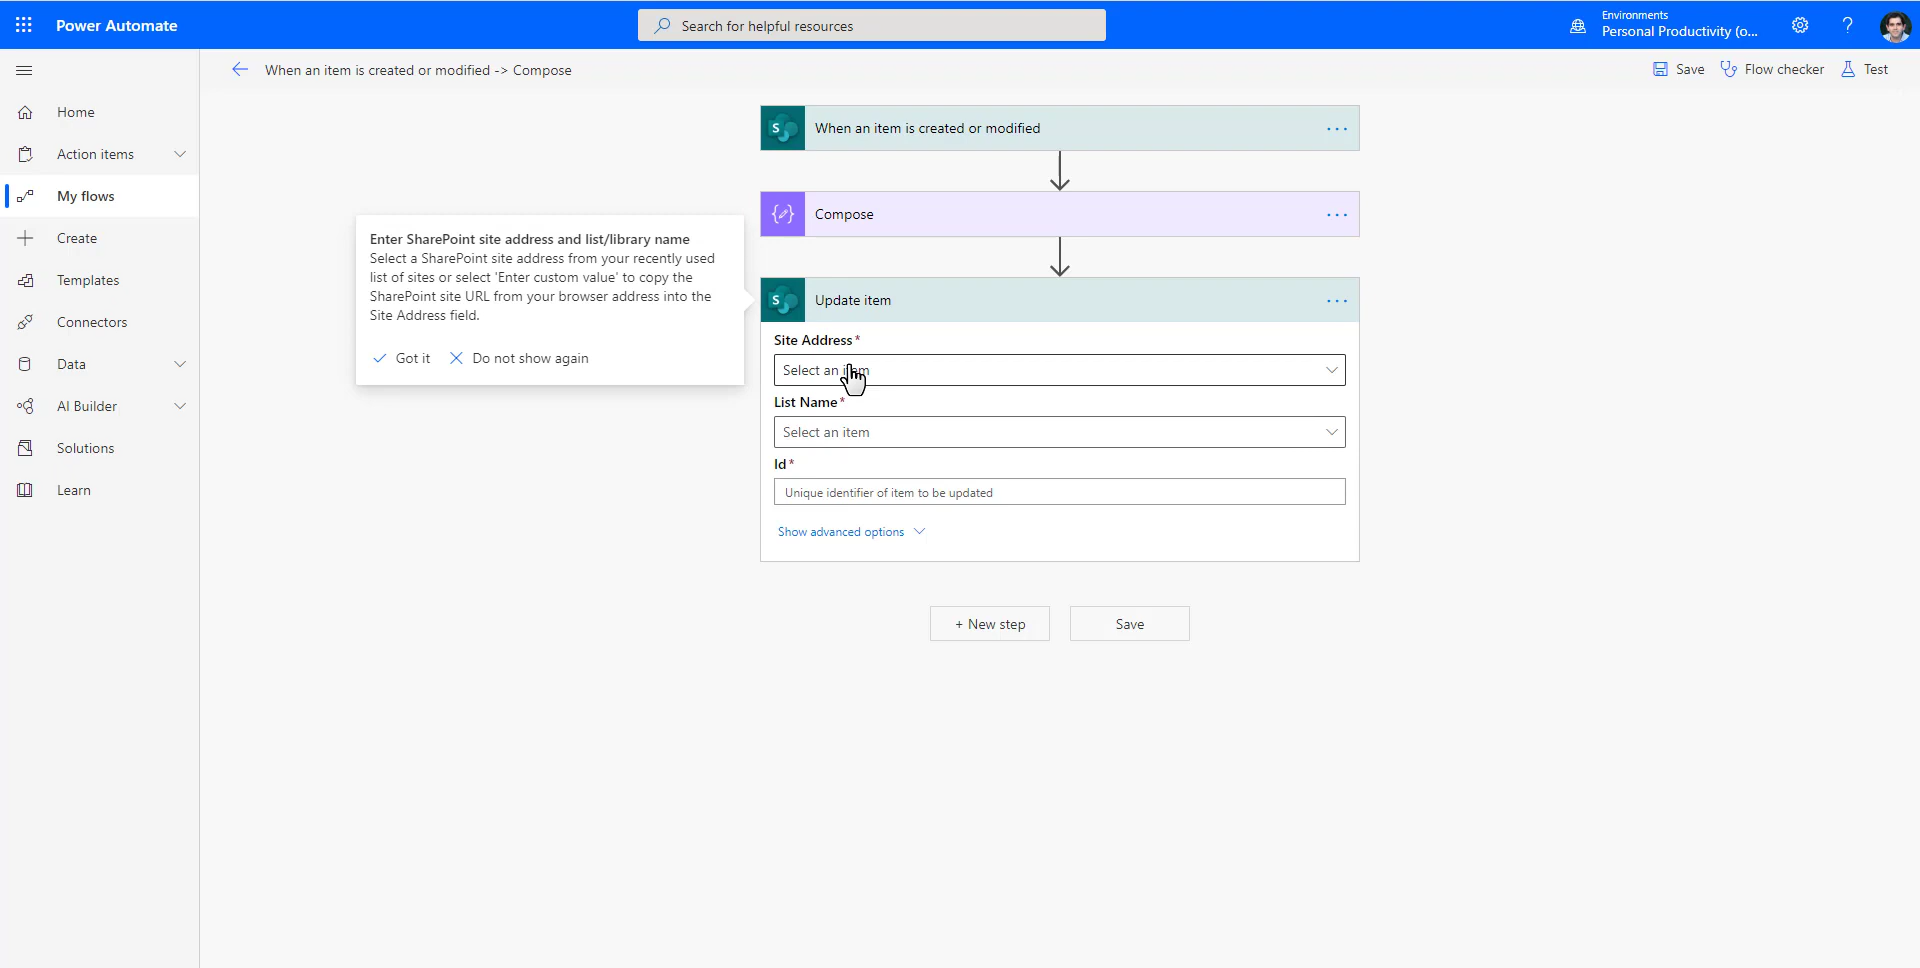 Power Automate
Search for helpful resources
Environments
Personal Productivity (o...
?
When an item is created or modified -> Compose
Save
Flow checker
Test
Home
Action items
My flows
Create
Templates
Connectors
Data
AI Builder
Solutions
Learn
S
When an item is created or modified
...
Compose
...
Enter SharePoint site address and list/library name
Select a SharePoint site address from your recently used
list of sites or select 'Enter custom value' to copy the
SharePoint site URL from your browser address into the
Site Address field.
Got it
Do not show again
S
Update item
...
Site Address*
Select an item
List Name*
Select an item
Id*
Unique identifier of item to be updated
Show advanced options
+ New step
Save